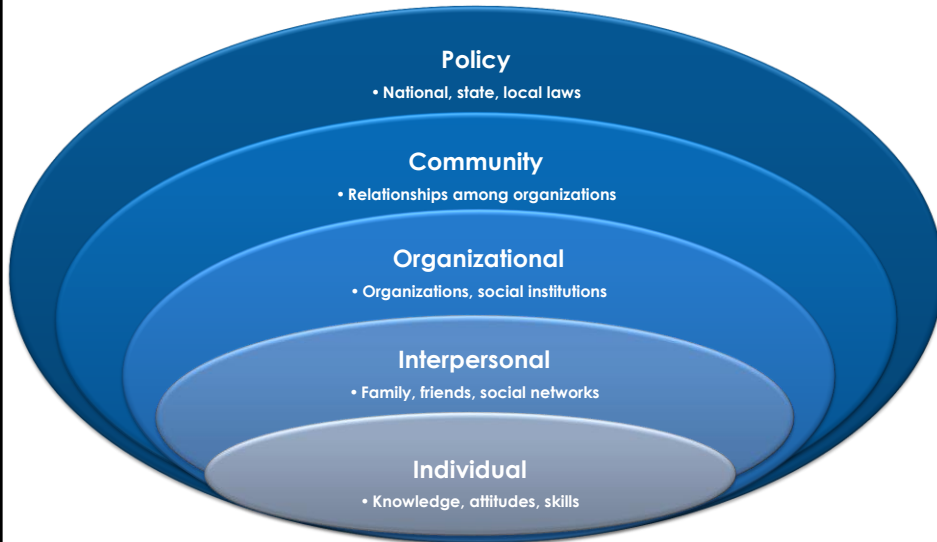 Policy
• National, state, local laws
Community
• Relationships among organizations
Organizational
• Organizations, social institutions
Interpersonal
• Family, friends, social networks
Individual
• Knowledge, attitudes, skills